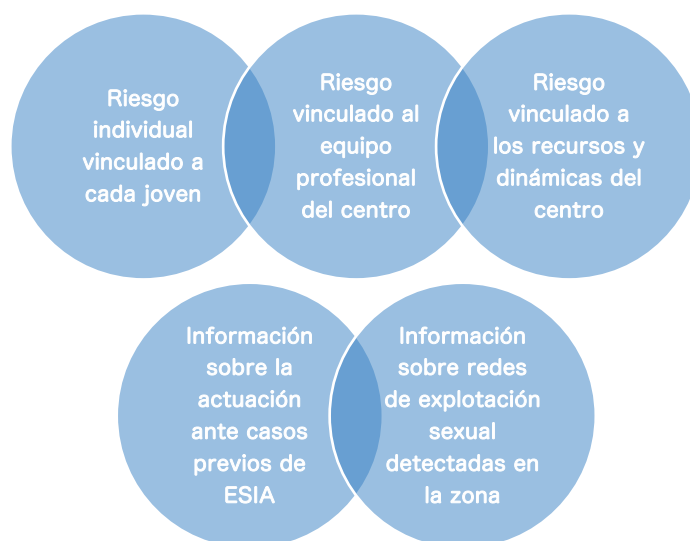 Riesgo
individual
vinculado a
cada joven
Riesgo
vinculado al
equipo
profesional
del centro
Riesgo
vinculado a
los recursos y
dinámicas del
centro
Información
sobre la
actuación
ante casos
previos de
ESIA
Información
sobre redes
de explotación
sexual
detectadas en
la zona